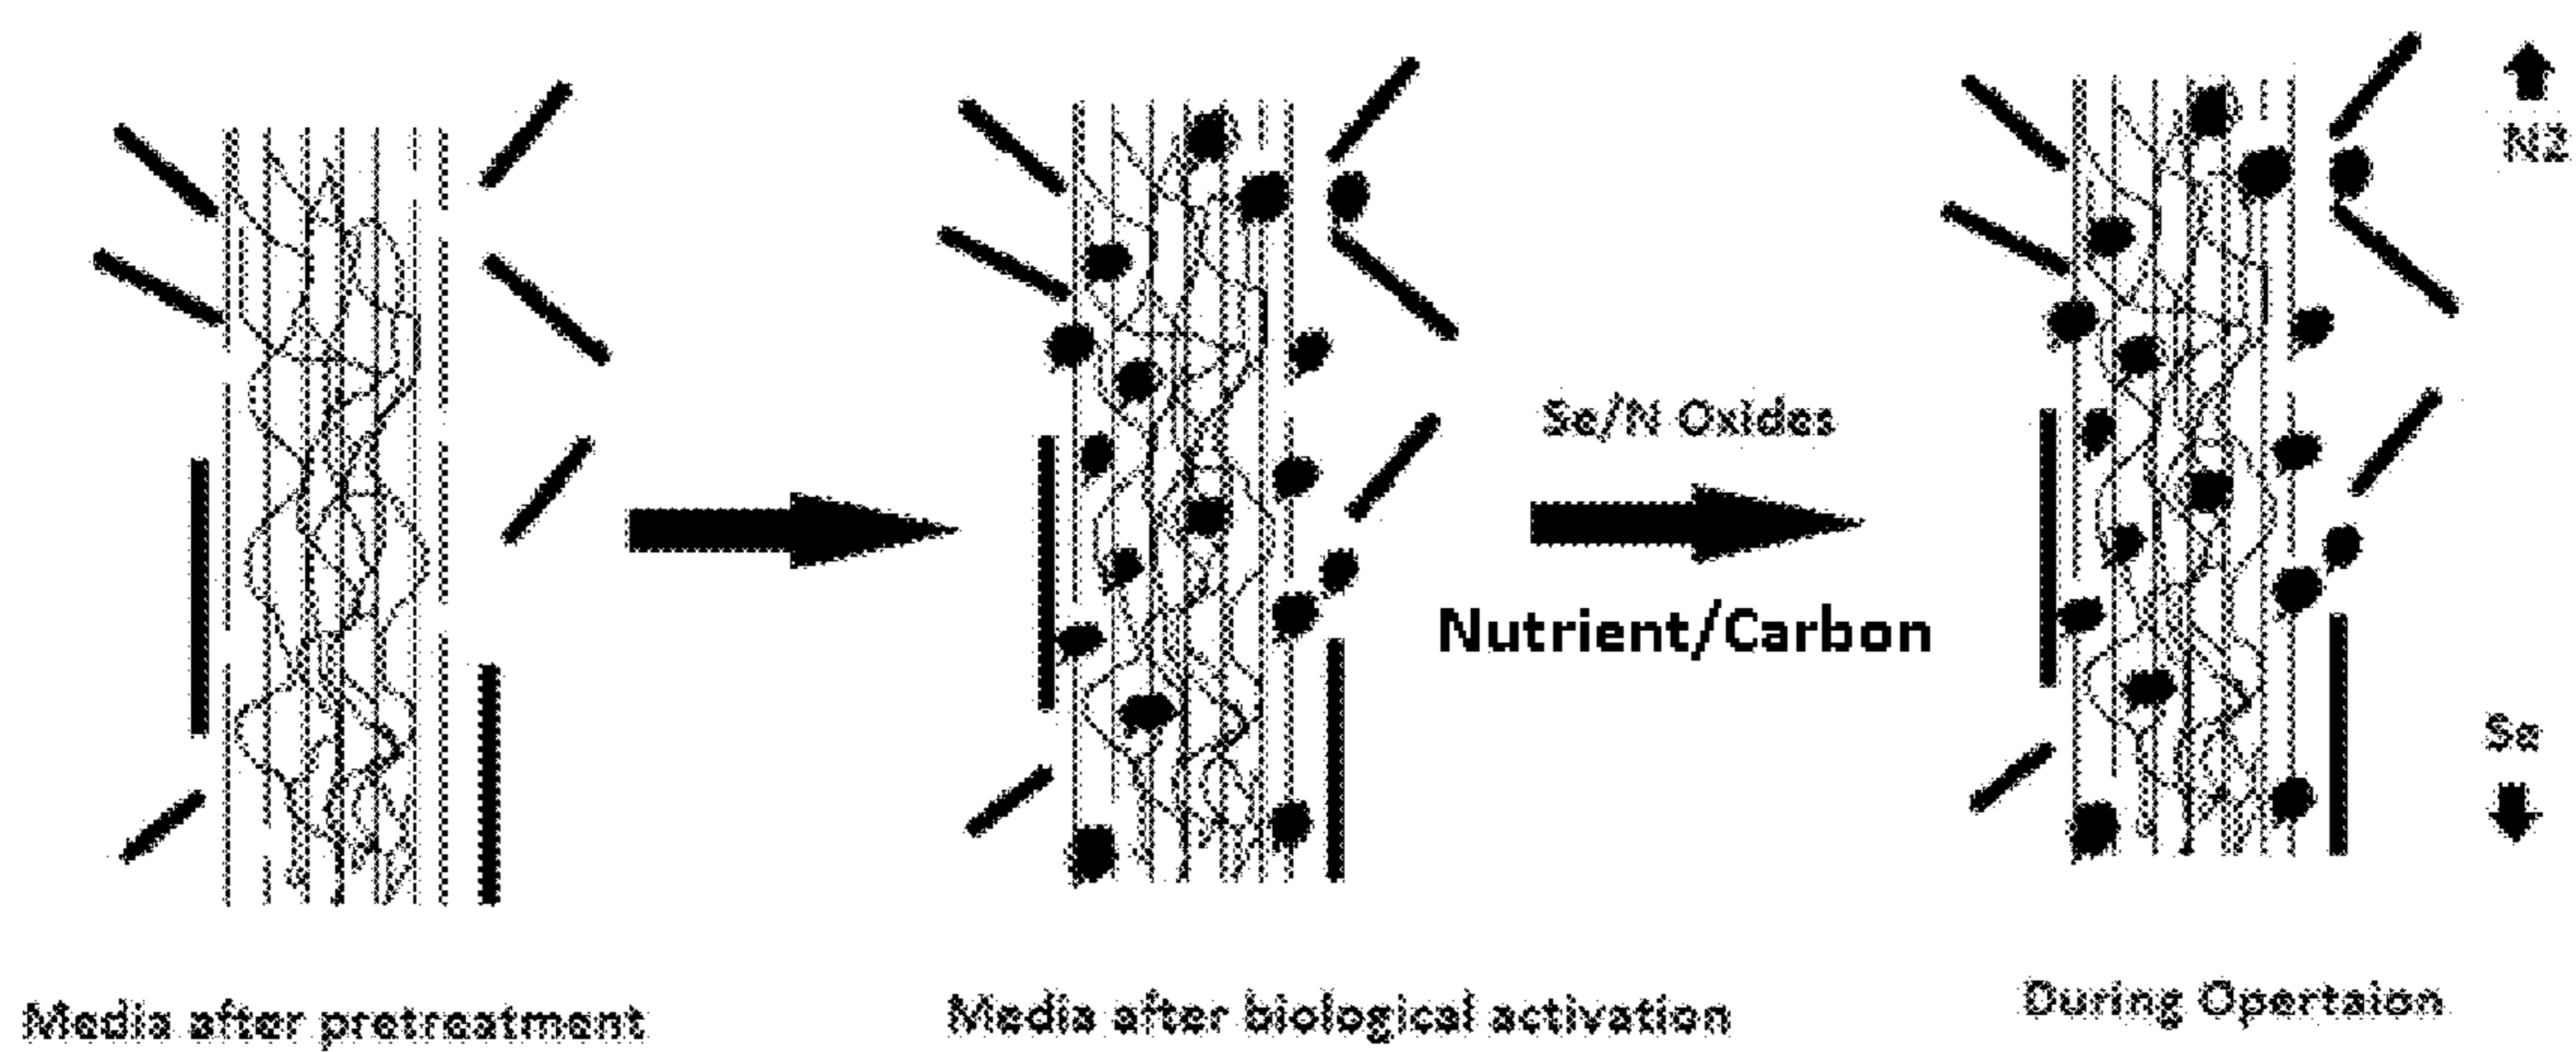 N2
Se/N Oxides
Nutrient/Carbon
Se
Media after pretreatment
Media after biological activation
During Opertaion